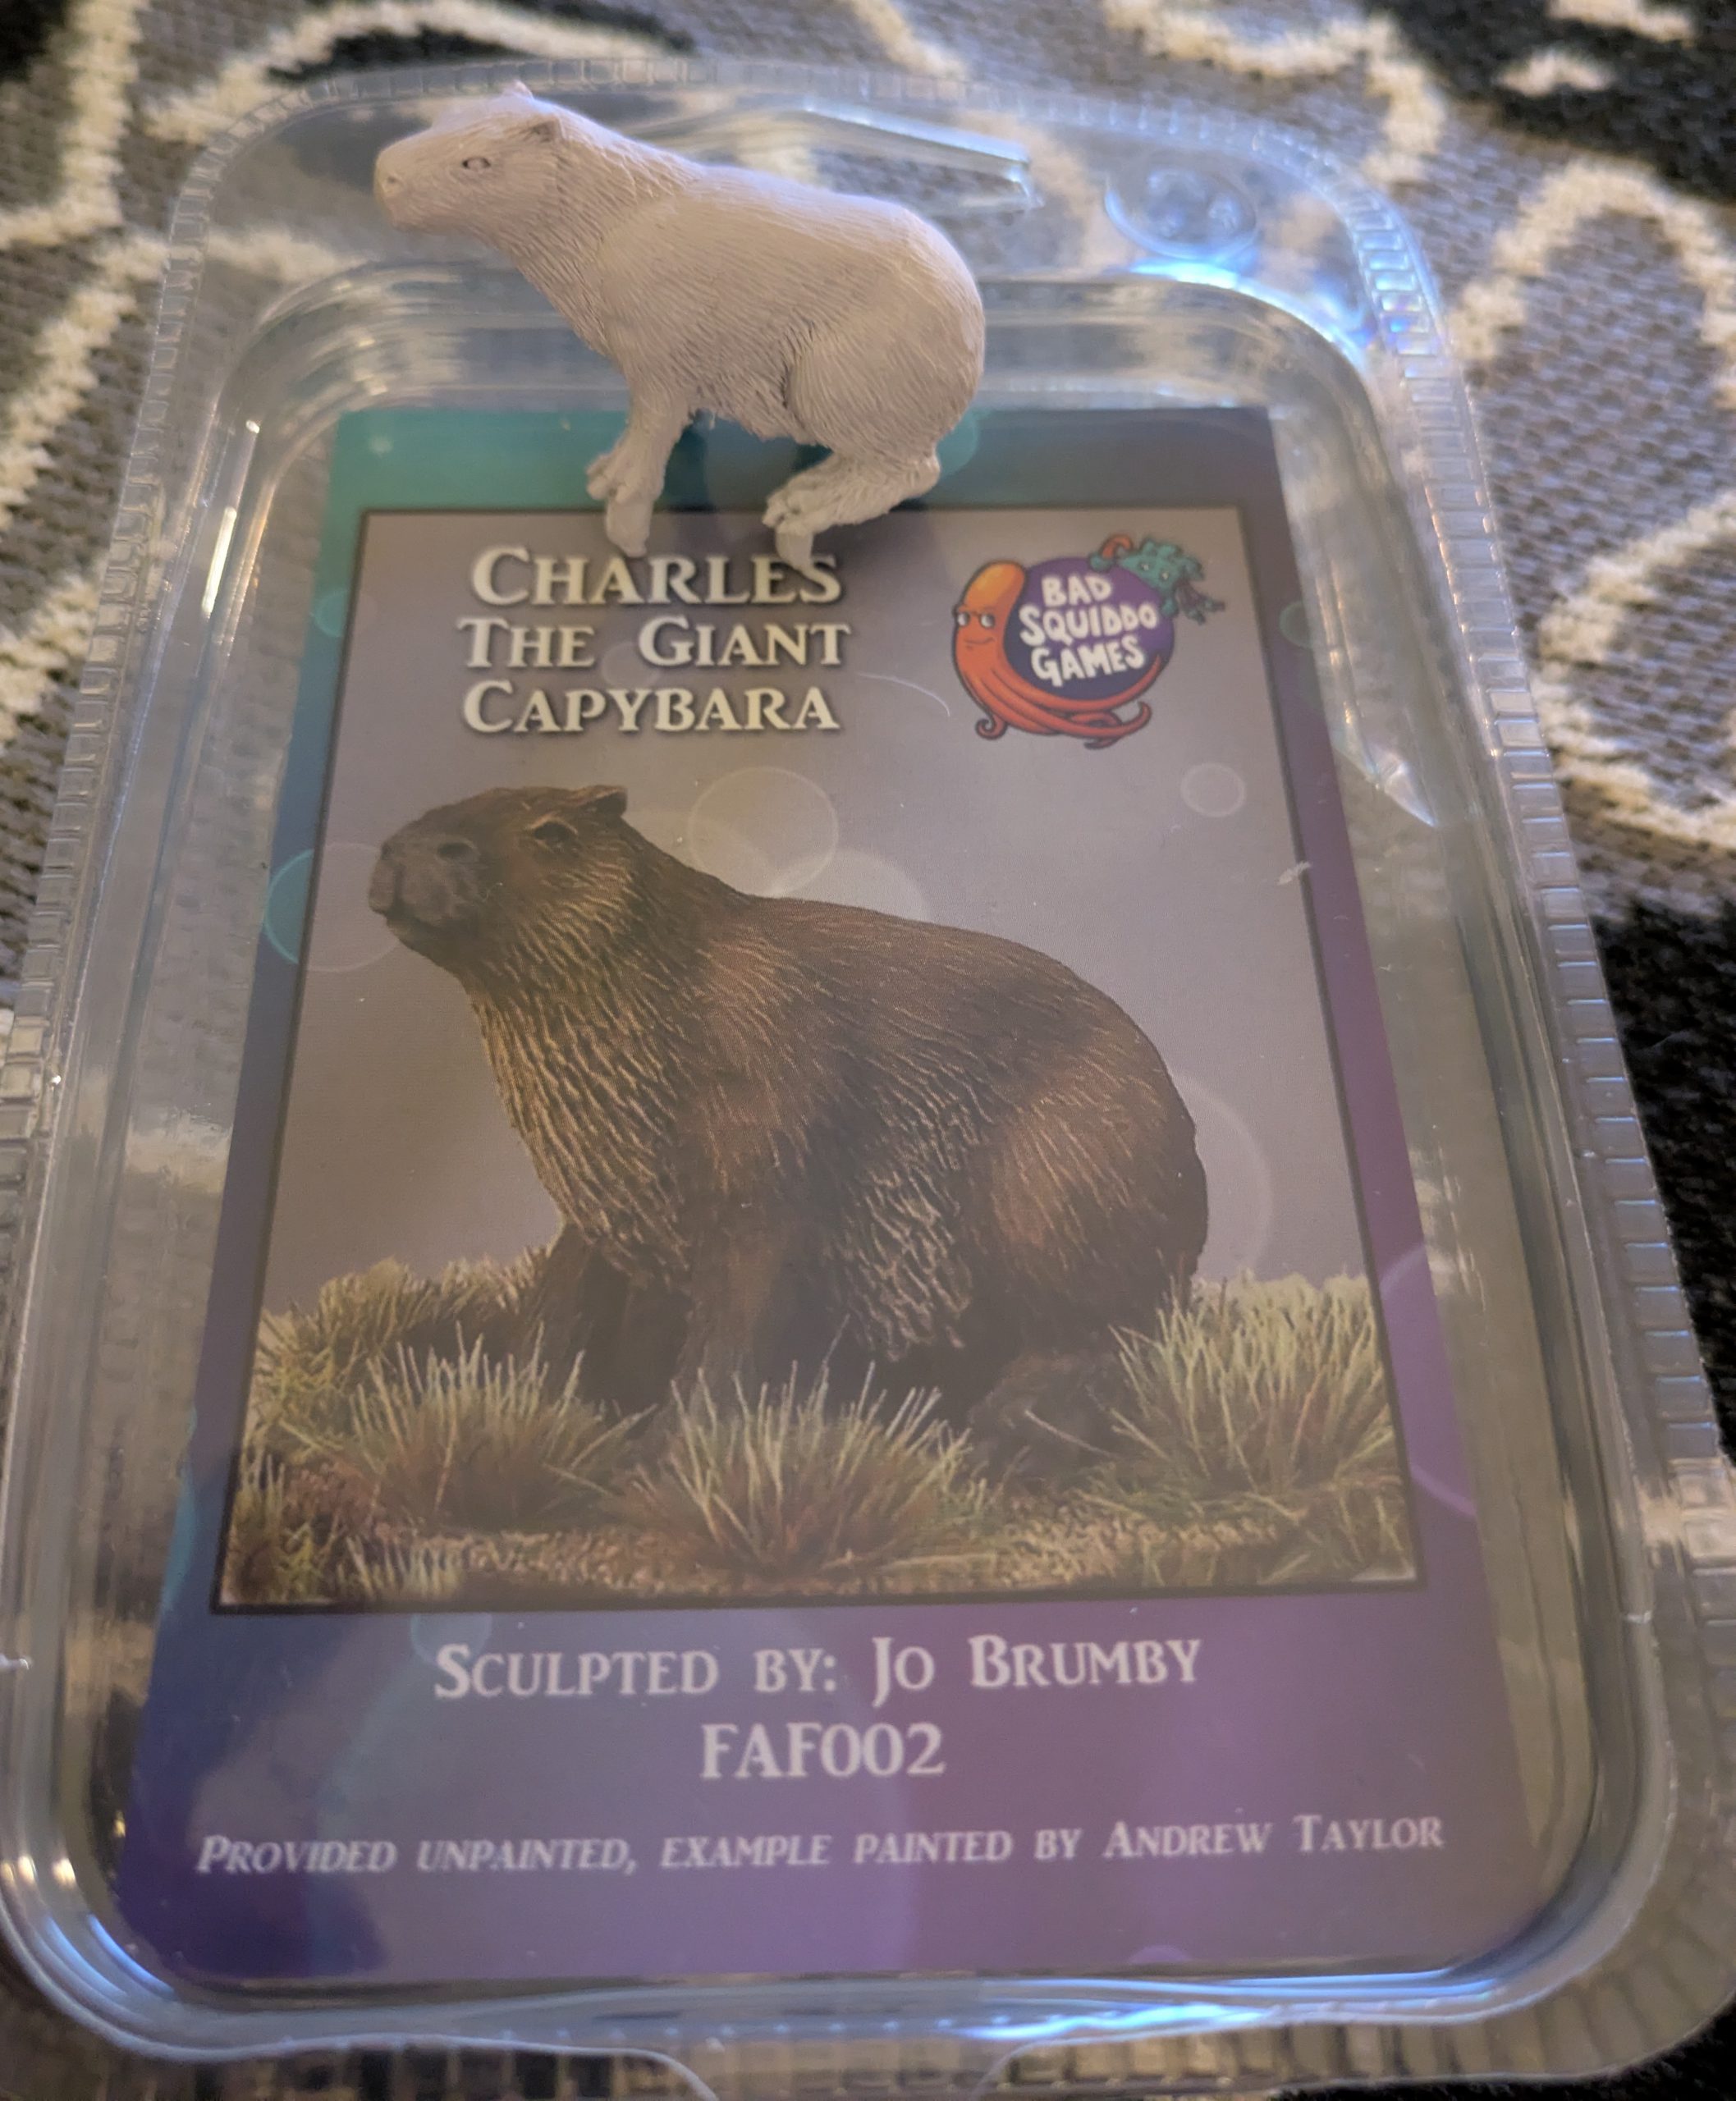 CHARLES
THE GIANT
CAPYBARA
BAD
SQUIDDO
GAMES
SCULPTED BY: JO BRUMBY
FAF002
PROVIDED UNPAINTED, EXAMPLE PAINTED BY ANDREW TAYLOR